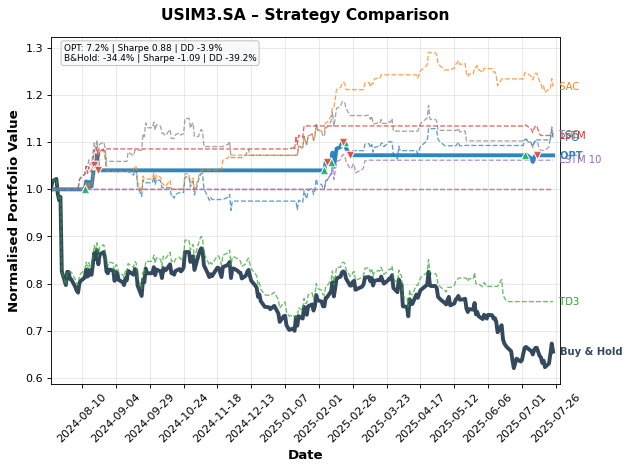 USIM3.SA – Strategy Comparison
OPT: 7.2% | Sharpe 0.88 | DD -3.9%
B&Hold: -34.4% | Sharpe -1.09 | DD -39.2%
Normalised Portfolio Value
1.3
1.2
1.1
1.0
0.9
0.8
0.7
0.6
SAC
OPT
LSTM 10
TD3
Buy & Hold
2024-08-10
2024-09-04
2024-09-29
2024-10-24
2024-11-18
2024-12-13
2025-01-07
2025-02-01
2025-02-26
2025-03-23
2025-04-17
2025-05-12
2025-06-06
2025-07-01
2025-07-26
Date